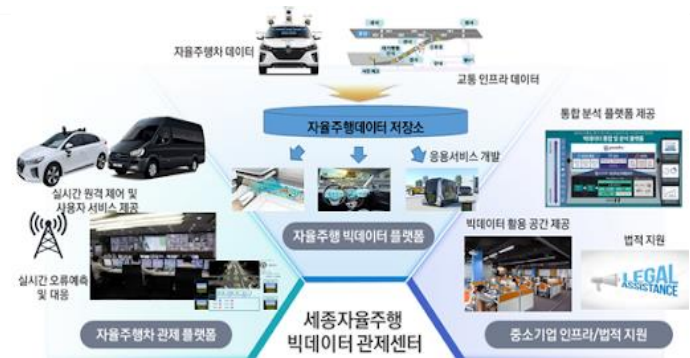 자율주행차 데이터
교통 인프라 데이터
자율주행데이터 저장소
응용서비스 개발
통합 분석 플랫폼 제공
실시간 원격 제어 및
사용자 서비스 제공
자율주행 빅데이터 플랫폼
빅데이터 활용 공간 제공
법적 지원
LEGAL
ASSISTANCE
실시간 오류예측
및 대응
자율주행차 관제 플랫폼
세종자율주행
빅데이터 관제센터
중소기업 인프라/법적 지원